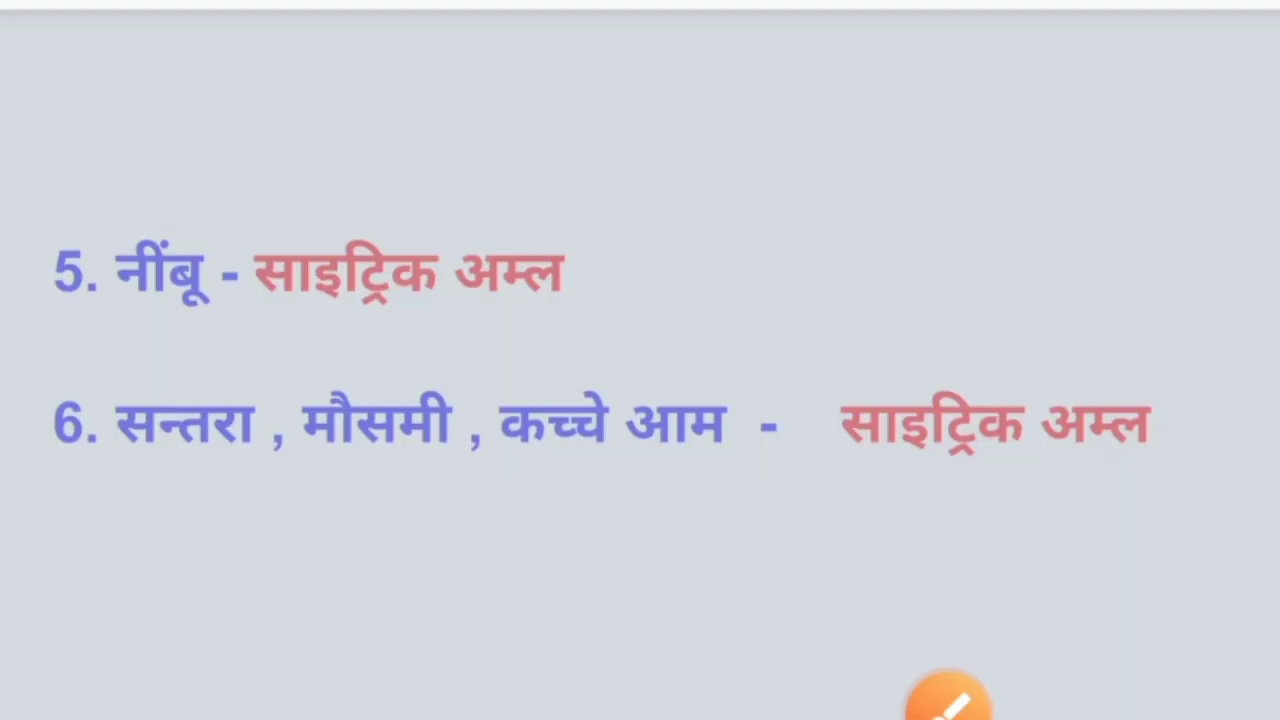 5. नींबू - साइट्रिक अम्ल
6. सन्तरा , मौसमी , कच्चे आम - साइट्रिक अम्ल